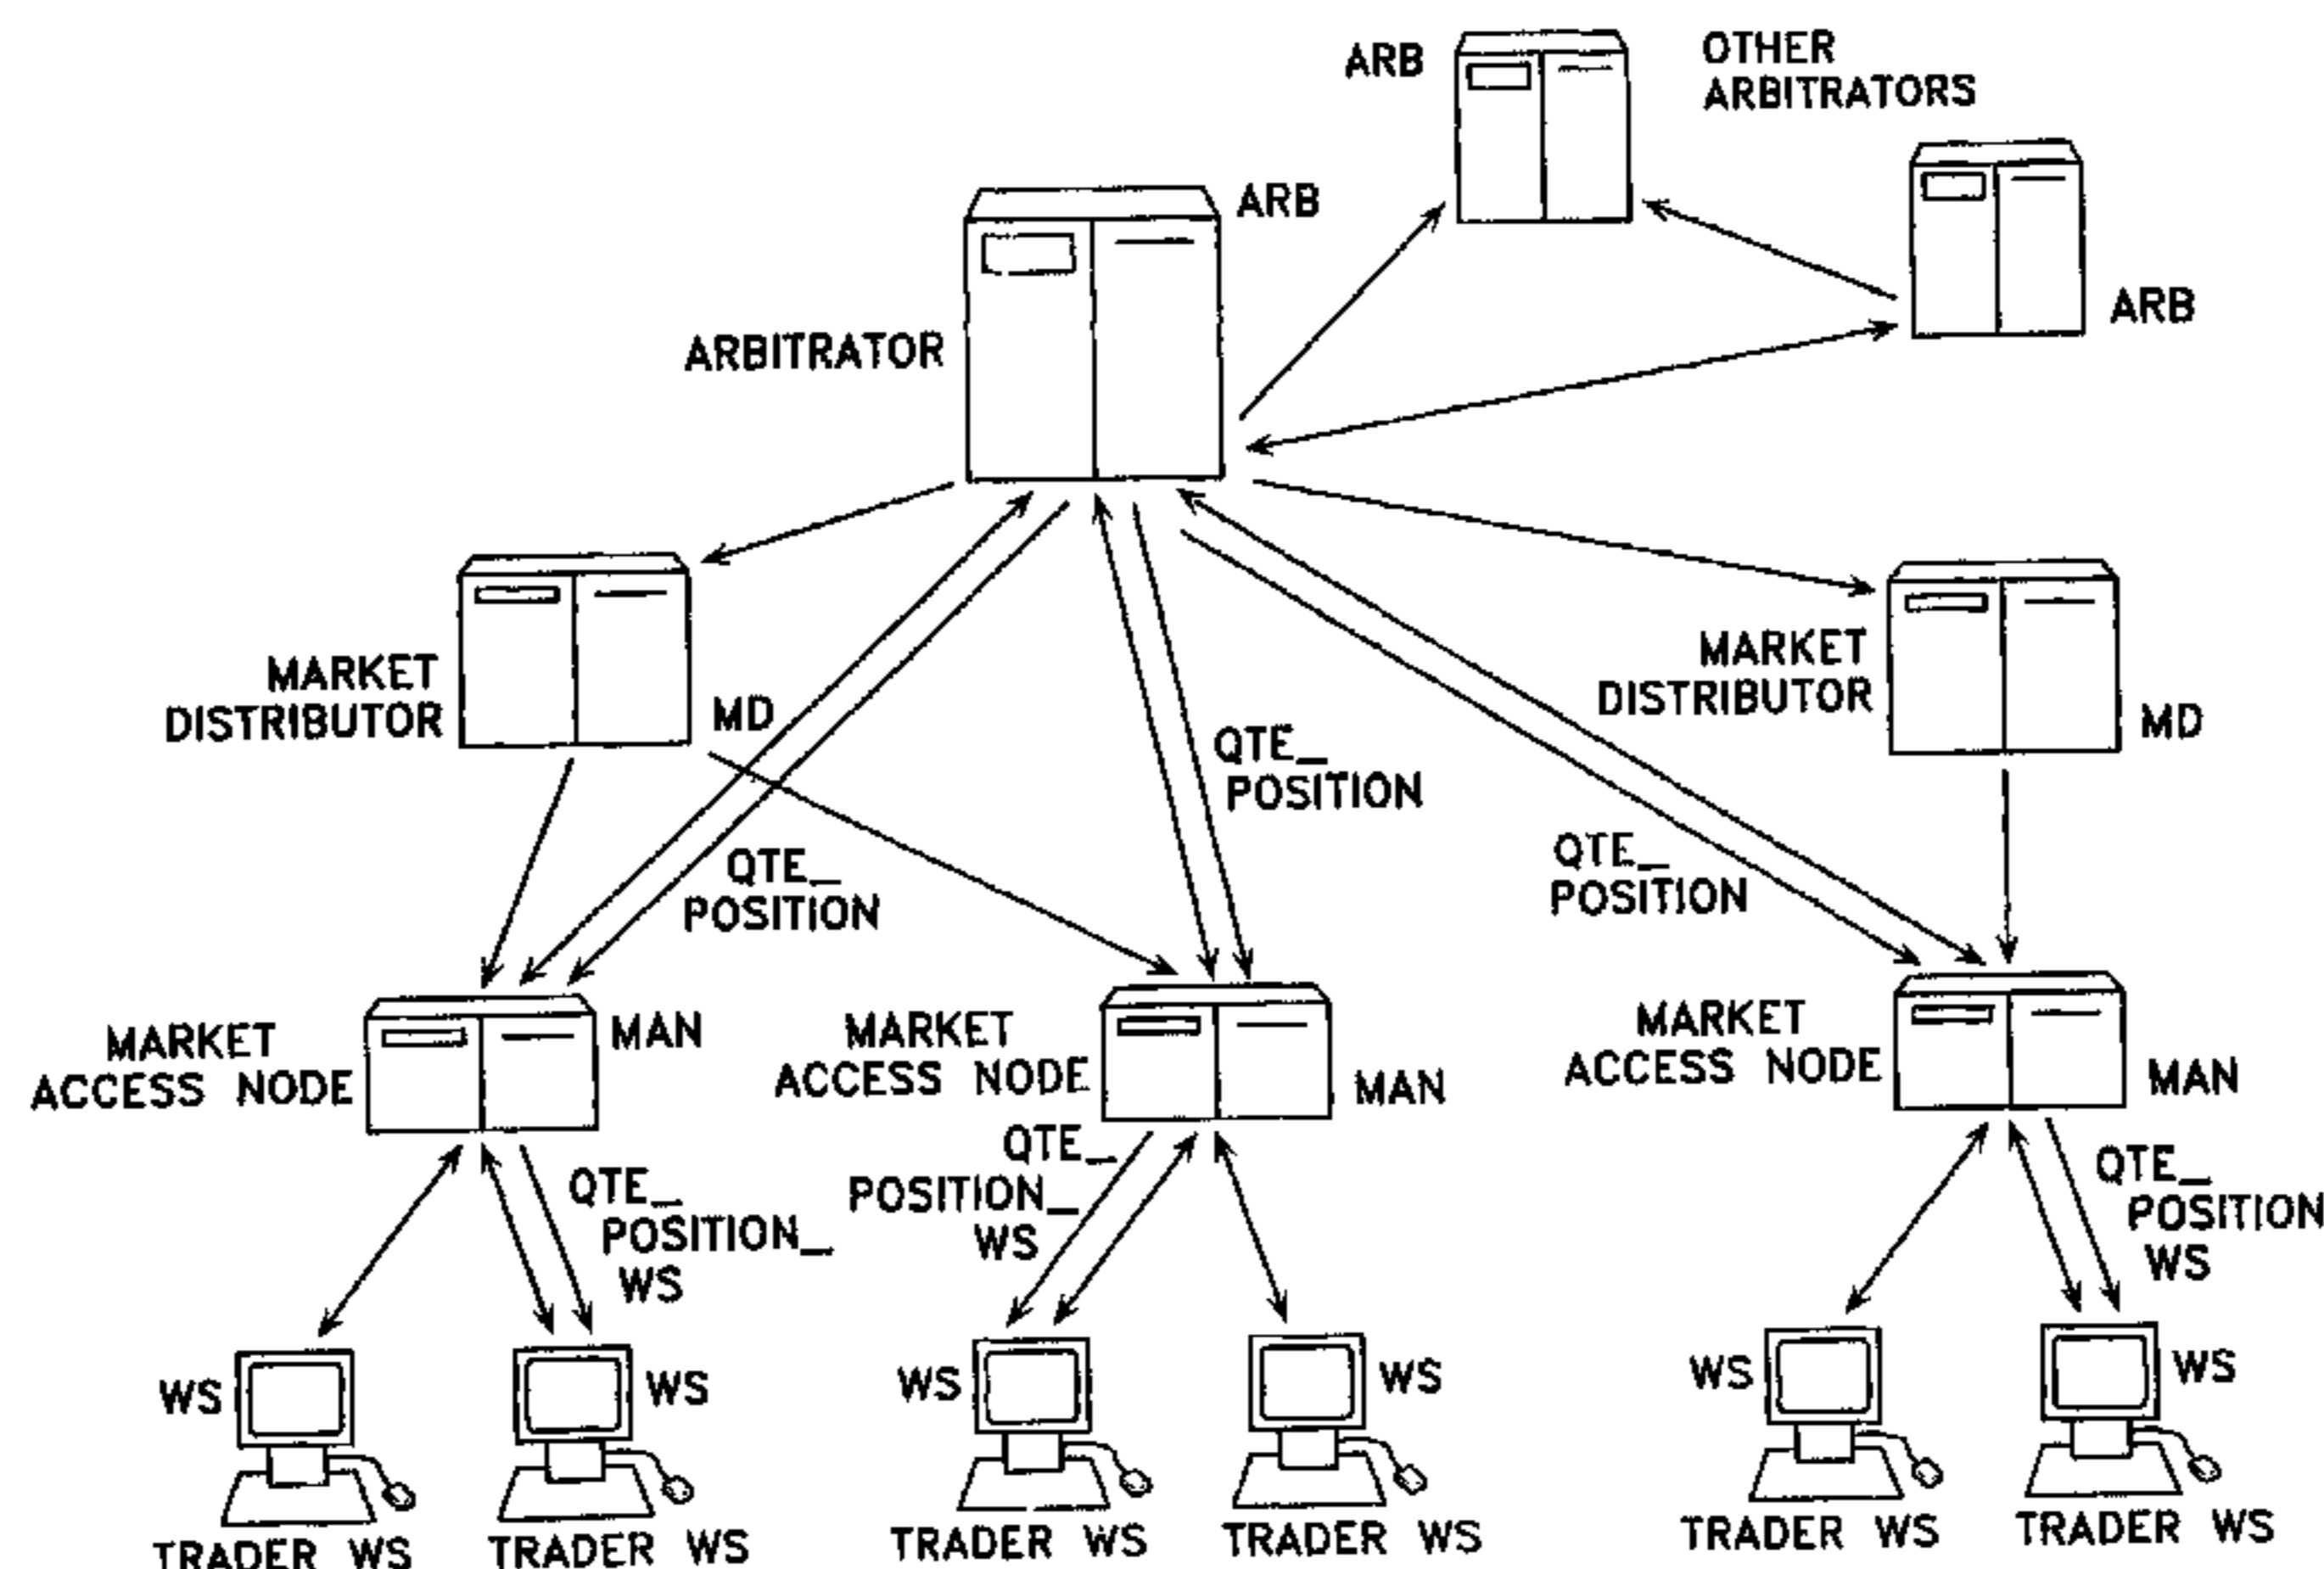 ARB
OTHER
ARBITRATORS
ARB
ARB
ARBITRATOR
MARKET
DISTRIBUTOR
MD
QTE_
POSITION
MARKET
DISTRIBUTOR
MD
QTE_
POSITION
QTE_
POSITION
MARKET
ACCESS NODE
MAN
MARKET
ACCESS NODE
MAN
MARKET
ACCESS NODE
MAN
QTE_
POSITION_
WS
QTE_
POSITION_
WS
QTE_
POSITION
WS
WS
WS
WS
WS
WS
WS
TRADER WS
TRADER WS
TRADER WS
TRADER WS
TRADER WS
TRADER WS